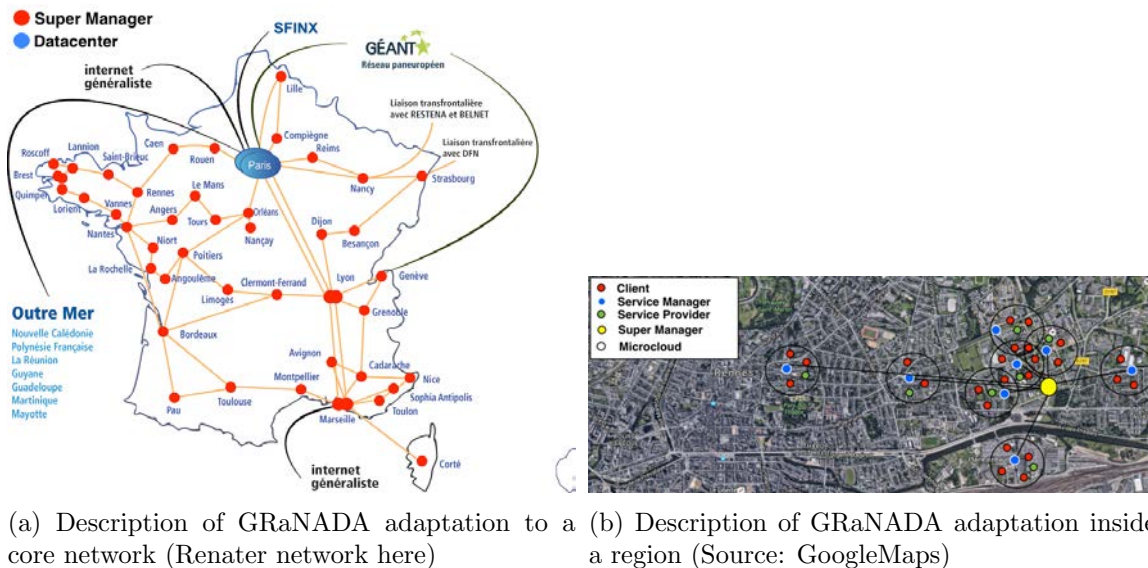 Super Manager
Datacenter
SFINX
GÉANT
Réseau paneuropéen
internet
généraliste
Lille
Liaison transfrontalière
avec RESTENA et BELNET
Compiègne
Reims
Liaison transfrontalière
avec DFN
Caen
Rouen
Paris
Nancy
Strasbourg
Roscoff
Lannion
Saint-Brieuc
Brest
Rennes
Le Mans
Quimper
Lorient
Vannes
Angers
Tours
Orléans
Nançay
Dijon
Besançon
Nantes
Niort
Poitiers
La Rochelle
Angoulême
Limoges
Clermont-Ferrand
Lyon
Genève
Grenoble
Outre Mer
Nouvelle Calédonie
Polynésie Française
La Réunion
Guyane
Guadeloupe
Martinique
Mayotte
Bordeaux
Avignon
Cadarache
Nice
Montpellier
Sophia Antipolis
Toulon
Pau
Toulouse
Marseille
internet
généraliste
Corté
Client
Service Manager
Service Provider
Super Manager
Microcloud
Rennes
(a) Description of GRaNADA adaptation to a
core network (Renater network here)
(b) Description of GRaNADA adaptation inside
a region (Source: GoogleMaps)